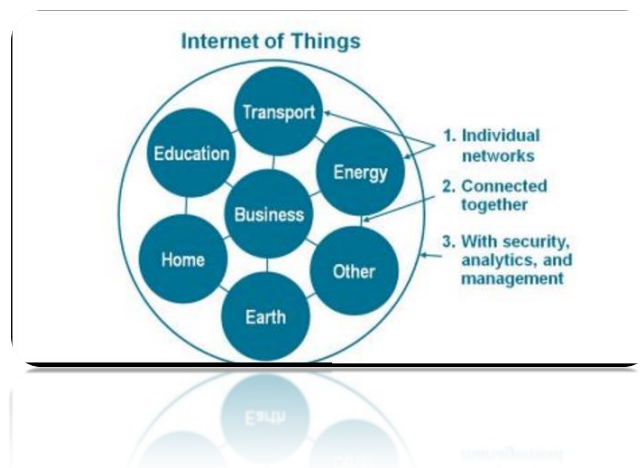 Internet of Things
Transport
Education
Energy
Business
Home
Other
Earth
1. Individual
networks
2. Connected
together
3. With security,
analytics, and
management